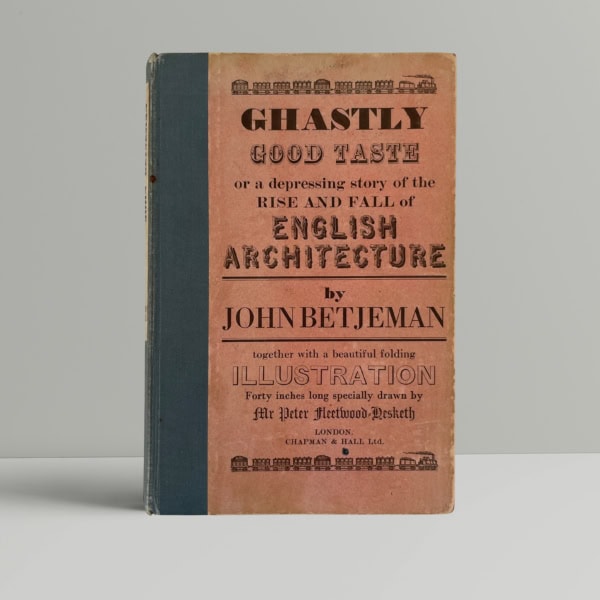 GHASTLY
GOOD TASTE
or a depressing story of the
RISE AND FALL of
ENGLISH
ARCHITECTURE
by
JOHN BETJEMAN
together with a beautiful folding
ILLUSTRATION
Forty inches long specially drawn by
Mr Peter Fleetwood-Hesketh
LONDON,
CHAPMAN & HALL Ltd.